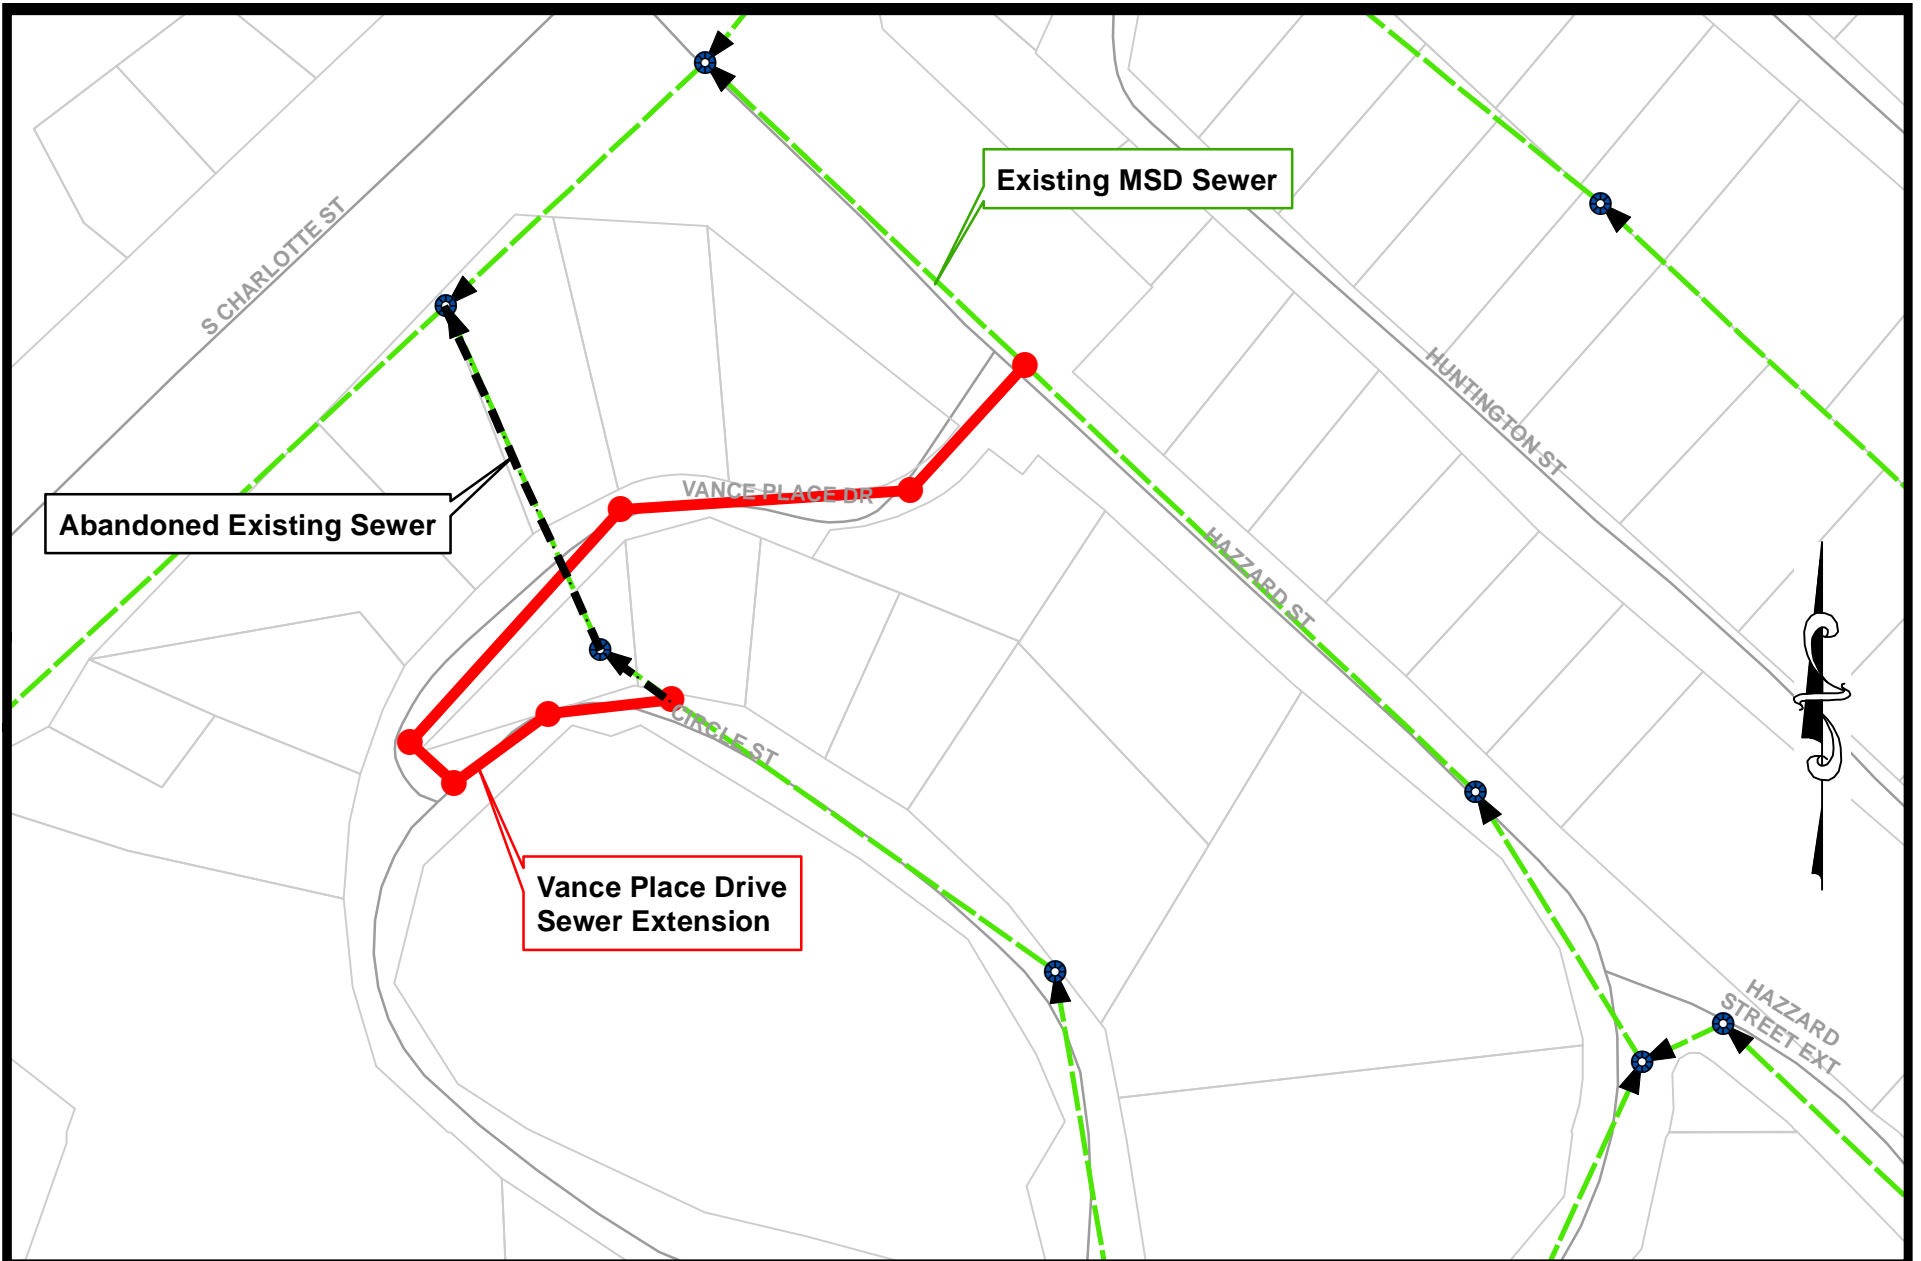 Existing MSD Sewer
S CHARLOTTE ST
HUNTINGTON ST
VANCE PLACE DR
Abandoned Existing Sewer
HAZZARD ST
CIRCLE ST
Vance Place Drive
Sewer Extension
HAZZARD
STREET EXT